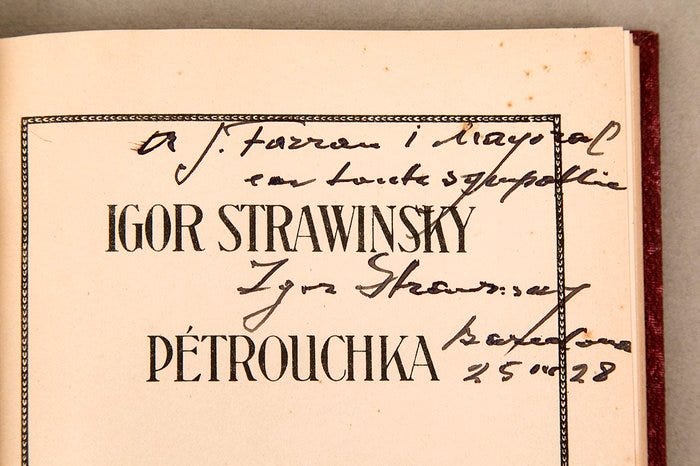 A J. Farran i Mayoral
en toute sympathie
IGOR STRAWINSKY
Igor Strawinsky
PÉTROUCHKA
Barcelona
25 III 28